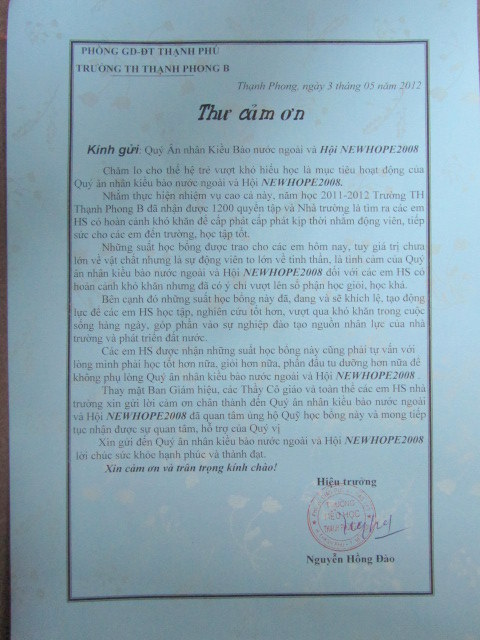 PHÒNG GD-ĐT THẠNH PHÚ
TRƯỜNG TH THẠNH PHONG B
Thạnh Phong, ngày 3 tháng 05 năm 2012
Thư cảm ơn
Kính gửi: Quý Ân nhân Kiều Bào nước ngoài và Hội NEWHOPE2008
Chăm lo cho thế hệ trẻ vượt khó hiếu học là mục tiêu hoạt động của
Quý ân nhân kiều bào nước ngoài và Hội NEWHOPE2008.
Nhằm thực hiện nhiệm vụ cao cả này, năm học 2011-2012 Trường TH
Thạnh Phong B đã nhận được 1200 quyển tập và Nhà trường là tìm ra các em
HS có hoàn cảnh khó khăn để cấp phát cấp phát kịp thời nhằm động viên, tiếp
sức cho các em đến trường, học tập tốt.
Những suất học bổng được trao cho các em hôm nay, tuy giá trị chưa
lớn về vật chất nhưng là sự động viên to lớn về tinh thần, là tình cảm của Quý
ân nhân kiều bào nước ngoài và Hội NEWHOPE2008 đối với các em HS có
hoàn cảnh khó khăn nhưng đã có ý chí vượt lên số phận học giỏi, học khá.
Bên cạnh đó những suất học bổng này đã, đang và sẽ khích lệ, tạo động
lực để các em HS học tập, nghiên cứu tốt hơn, vượt qua khó khăn trong cuộc
sống hàng ngày, góp phần vào sự nghiệp đào tạo nguồn nhân lực của nhà
trường và phát triển đất nước.
Các em HS được nhận những suất học bổng này cũng phải tự vấn với
lòng mình phải học tốt hơn nữa, giỏi hơn nữa, phấn đấu tu dưỡng hơn nữa để
không phụ lòng Quý ân nhân kiều bào nước ngoài và Hội NEWHOPE2008 .
Thay mặt Ban Giám hiệu, các Thầy Cô giáo và toàn thể các em HS nhà
trường xin gửi lời cám ơn chân thành đến Quý ân nhân kiều bào nước ngoài
và Hội NEWHOPE2008 đã quan tâm ủng hộ Quỹ học bổng này và mong tiếp
tục nhận được sự quan tâm, hỗ trợ của Quý vị
Xin gửi đến Quý ân nhân kiều bào nước ngoài và Hội NEWHOPE2008
lời chúc sức khỏe hạnh phúc và thành đạt.
Xin cám ơn và trân trọng kính chào!
Hiệu trưởng
Nguyễn Hồng Đào